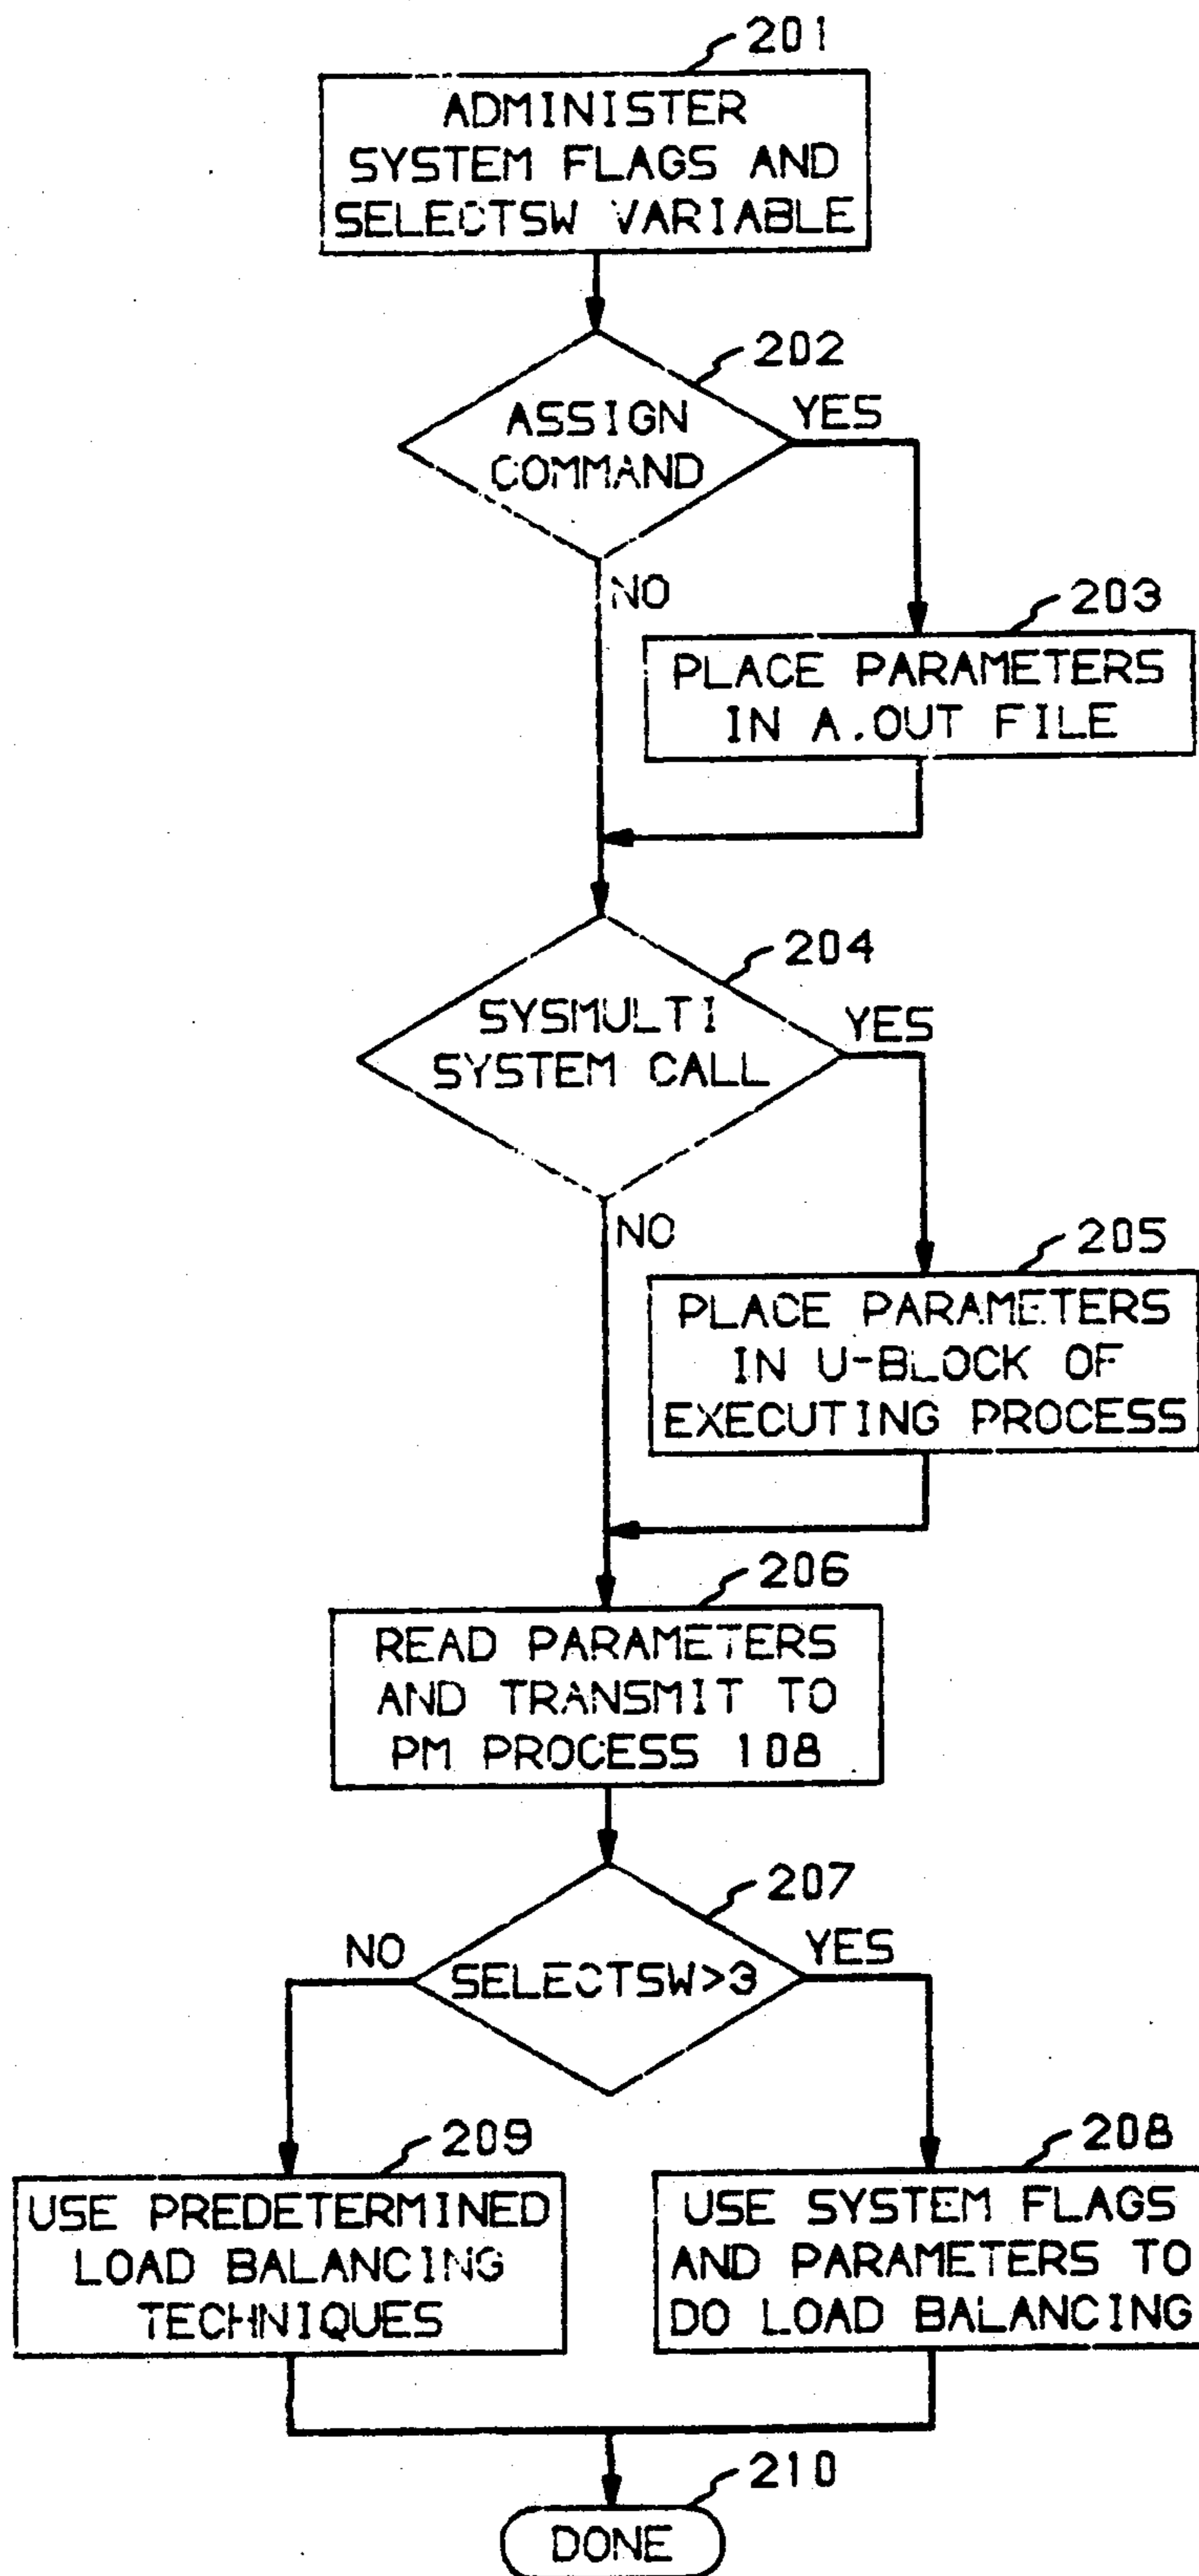 201
ADMINISTER
SYSTEM FLAGS AND
SELECTSW VARIABLE
202
ASSIGN
COMMAND
YES
NO
203
PLACE PARAMETERS
IN A.OUT FILE
204
SYSMULTI
SYSTEM CALL
YES
NO
205
PLACE PARAMETERS
IN U-BLOCK OF
EXECUTING PROCESS
206
READ PARAMETERS
AND TRANSMIT TO
PM PROCESS 108
207
NO
SELECTSW>3
YES
209
USE PREDETERMINED
LOAD BALANCING
TECHNIQUES
208
USE SYSTEM FLAGS
AND PARAMETERS TO
DO LOAD BALANCING
210
DONE